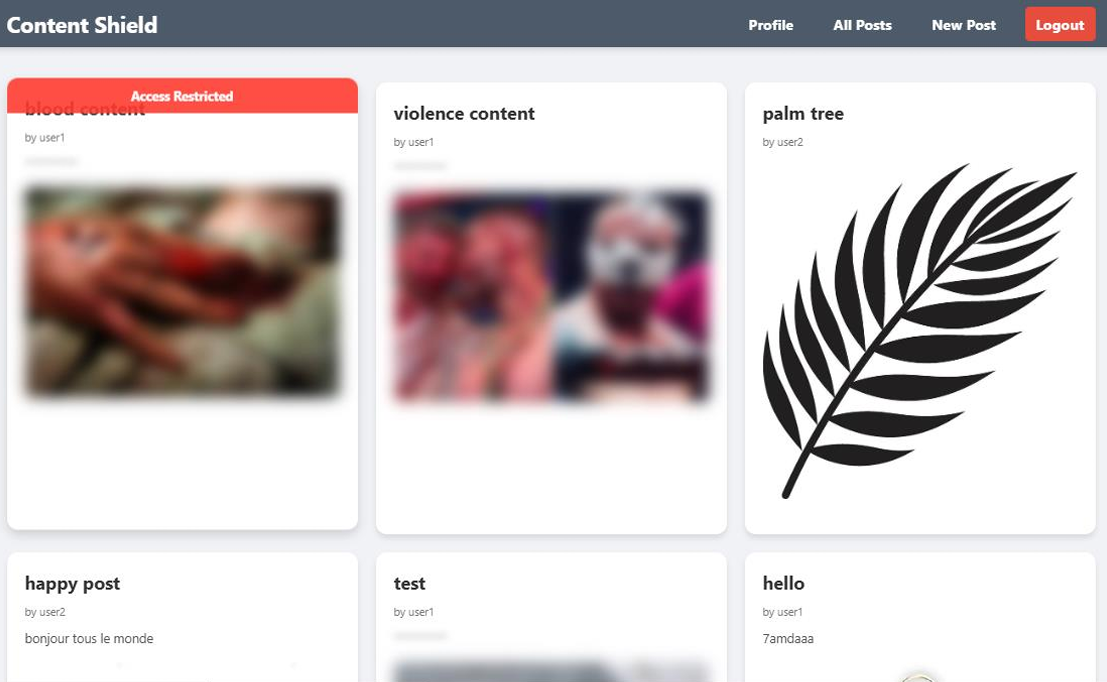 Content Shield
Profile
All Posts
New Post
Logout
Access Restricted
blood content
by user1
violence content
by user1
palm tree
by user2
happy post
by user2
bonjour tous le monde
test
by user1
hello
by user1
7amdaaa